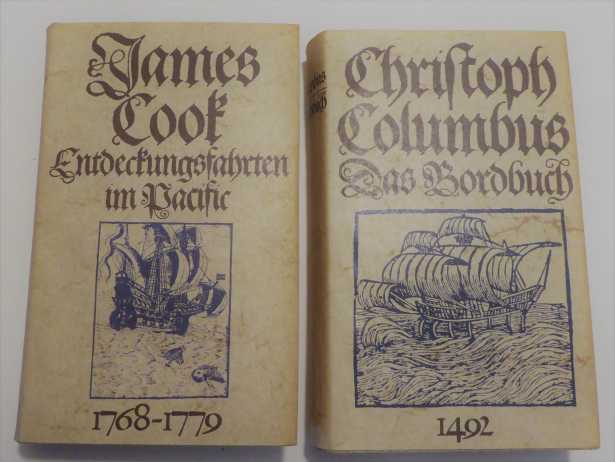 James
Cook
Entdeckungsfahrten
im Pacific
1768-1779
Chriſtoph
Columbus
Das Bordbuch
1492